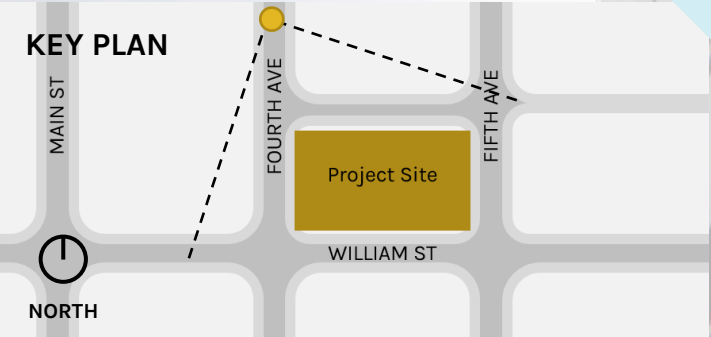 KEY PLAN
MAIN ST
FOURTH AVE
FIFTH AVE
Project Site
WILLIAM ST
NORTH